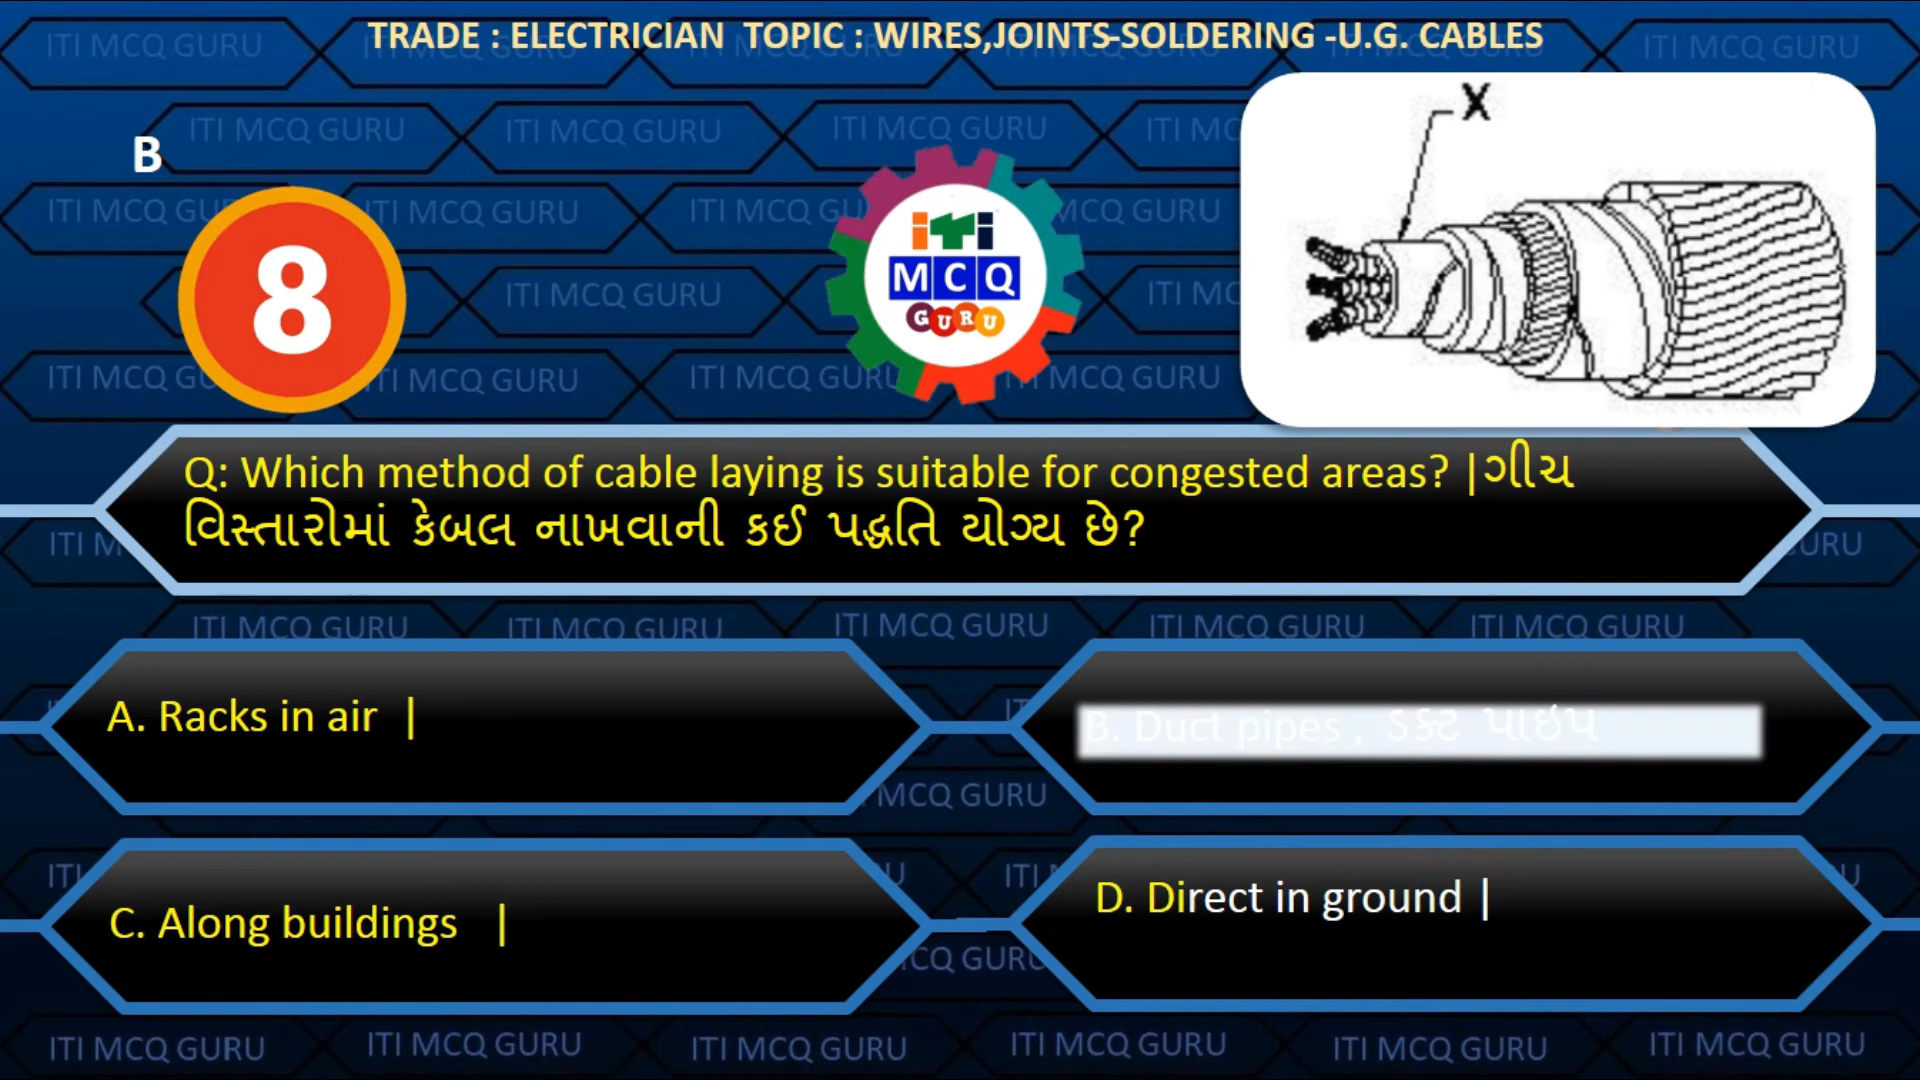 TRADE : ELECTRICIAN  TOPIC : WIRES,JOINTS-SOLDERING -U.G. CABLES
X
B
8
iTi
MCQ
GURU
Q: Which method of cable laying is suitable for congested areas? |ગીચ
વિસ્તારોમાં કેબલ નાખવાની કઈ પદ્ધતિ યોગ્ય છે?
A. Racks in air |
B. Duct pipes , ડક્ટ પાઇપ
C. Along buildings |
D. Direct in ground |
ITI MCQ GURU